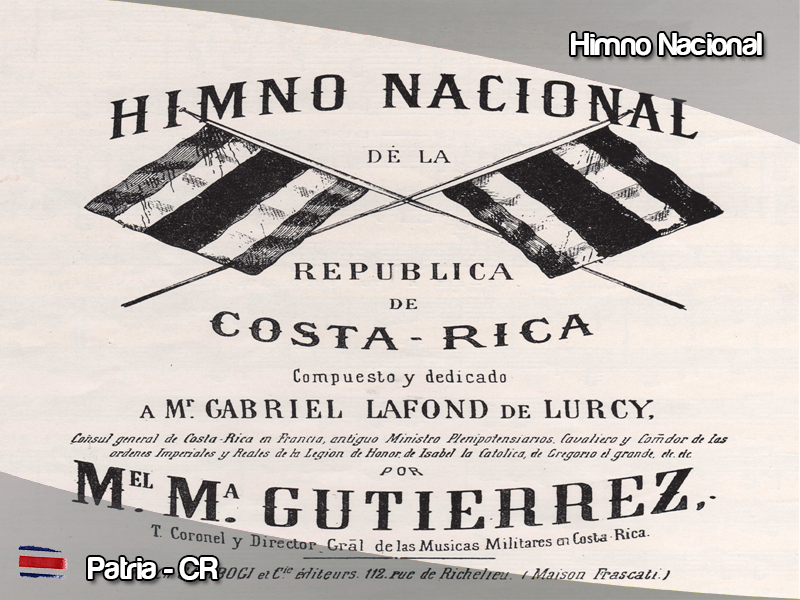 Himno Nacional
HIMNO NACIONAL
DE LA
REPUBLICA
DE
COSTA-RICA
Compuesto y dedicado
A Mr. GABRIEL LAFOND DE LURCY,
Consul general de Costa-Rica en Francia, antiguo Ministro Plenipotensiarios, Cavaliero y Comdor de las
ordenes Imperiales y Reales de la Legion de Honor, de Isabel la Catolica, de Gregorio el grande, etc. etc.
POR
MEL. MA. GUTIERREZ,
T. Coronel y Director Grāl de las Musicas Militares en Costa-Rica.
et Cie éditeurs. 112, rue de Richelieu. (Maison Frascati.)
Patria - CR